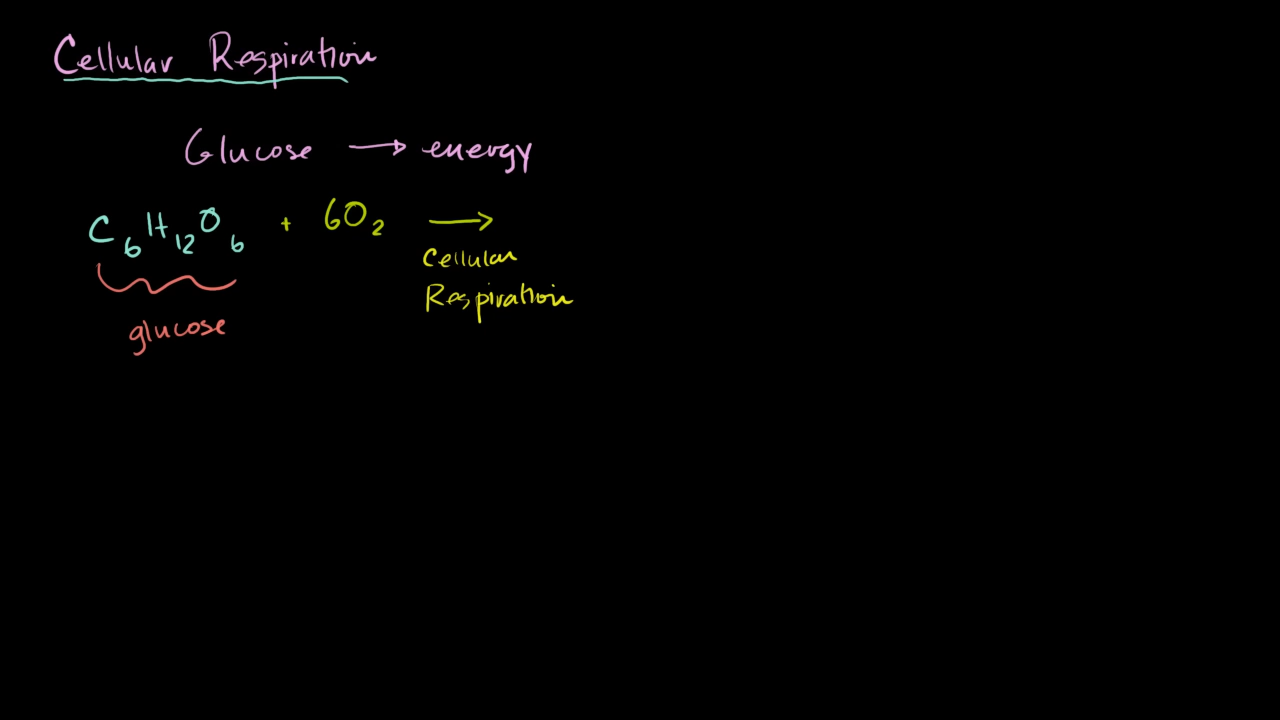 Cellular Respiration
Glucose → energy
C₆H₁₂O₆ + 6O₂ →
Cellular
Respiration
glucose